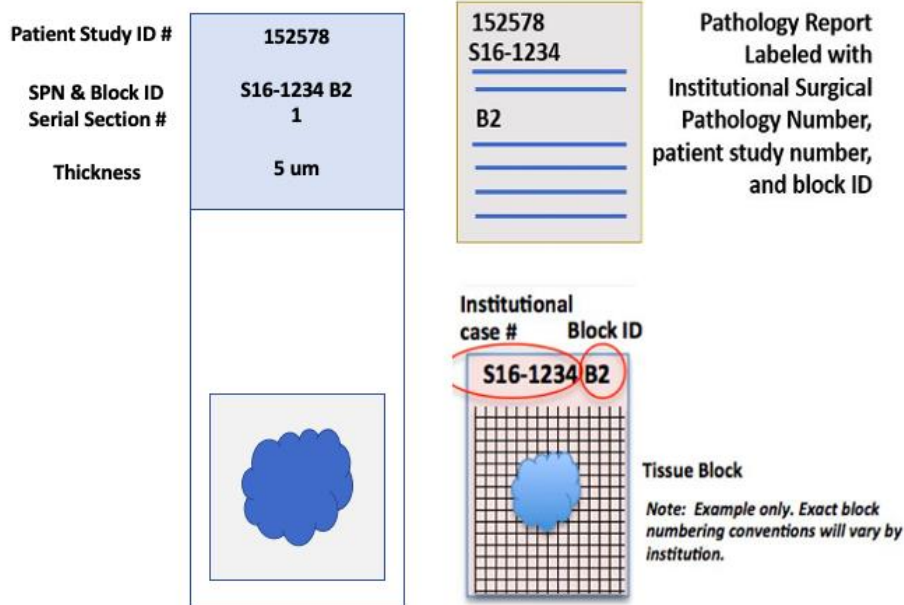 Patient Study ID #
152578
SPN & Block ID
Serial Section #
S16-1234 B2
1
Thickness
5 um
152578
S16-1234
B2
Pathology Report
Labeled with
Institutional Surgical
Pathology Number,
patient study number,
and block ID
Institutional
case #
Block ID
S16-1234 B2
Tissue Block
Note: Example only. Exact block
numbering conventions will vary by
institution.